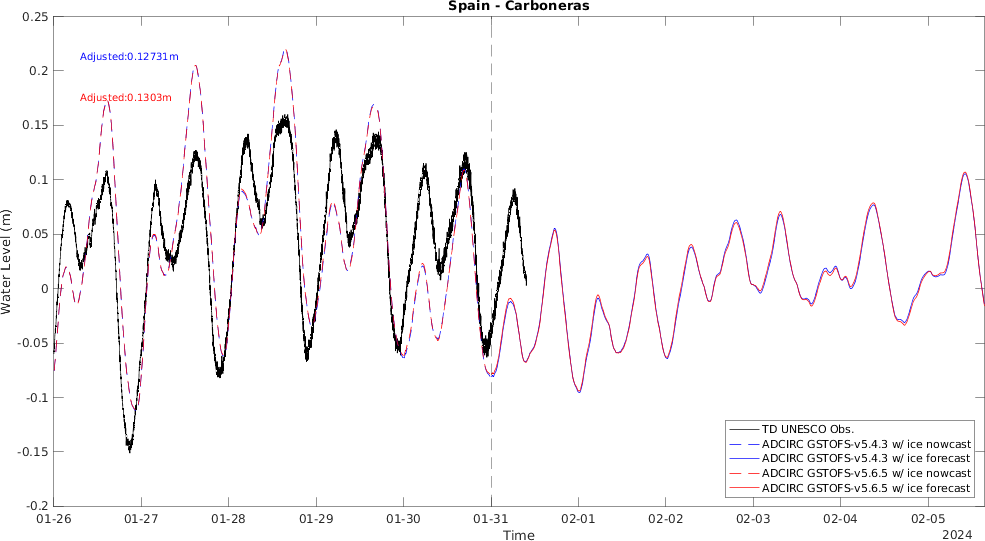 Spain - Carboneras
Adjusted:0.12731m
Adjusted:0.1303m
Water Level (m)
0.25
0.2
0.15
0.1
0.05
0
-0.05
-0.1
-0.15
-0.2
TD UNESCO Obs.
ADCIRC GSTOFS-v5.4.3 w/ ice nowcast
ADCIRC GSTOFS-v5.4.3 w/ ice forecast
ADCIRC GSTOFS-v5.6.5 w/ ice nowcast
ADCIRC GSTOFS-v5.6.5 w/ ice forecast
01-26 01-27 01-28 01-29 01-30 01-31 02-01 02-02 02-03 02-04 02-05
Time
2024